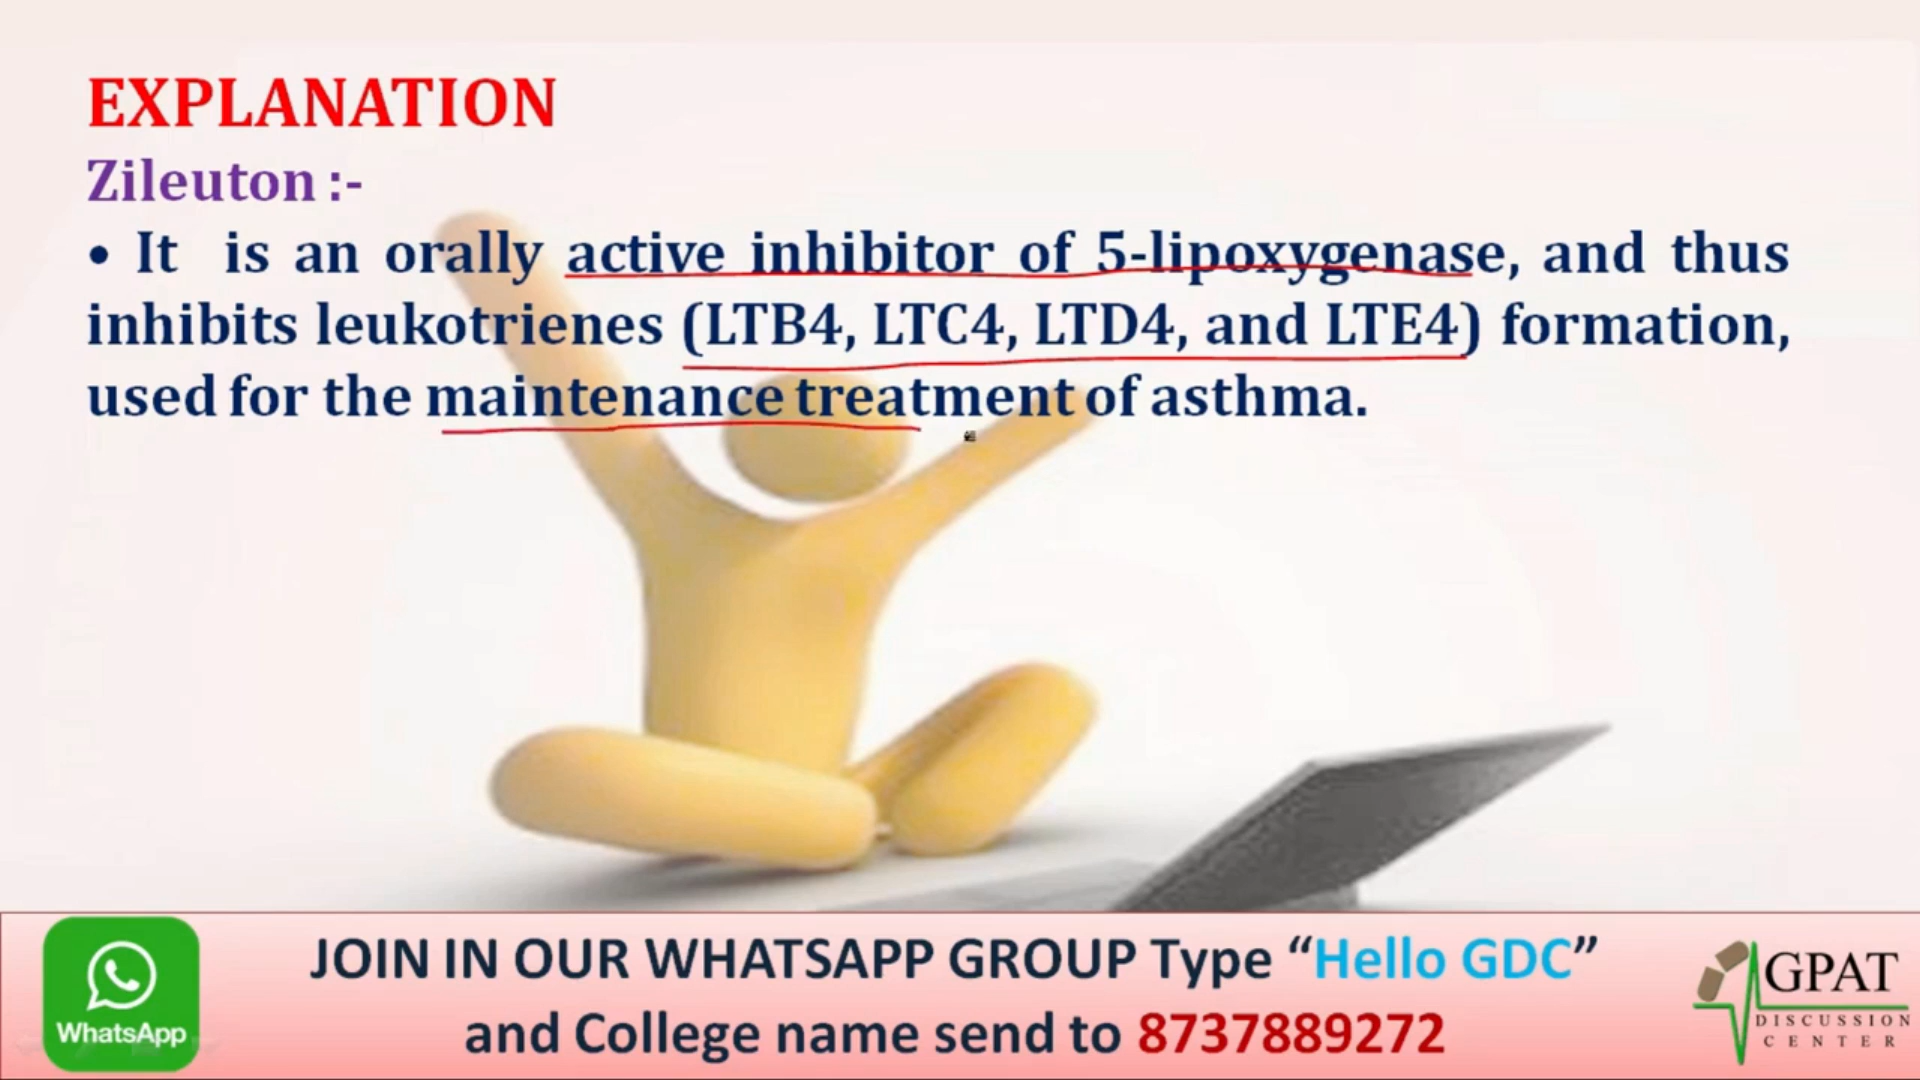 EXPLANATION
Zileuton :-
• It is an orally active inhibitor of 5-lipoxygenase, and thus
inhibits leukotrienes (LTB4, LTC4, LTD4, and LTE4) formation,
used for the maintenance treatment of asthma.
JOIN IN OUR WHATSAPP GROUP Type “Hello GDC”
and College name send to 8737889272
WhatsApp
GPAT
DISCUSSION
CENTER